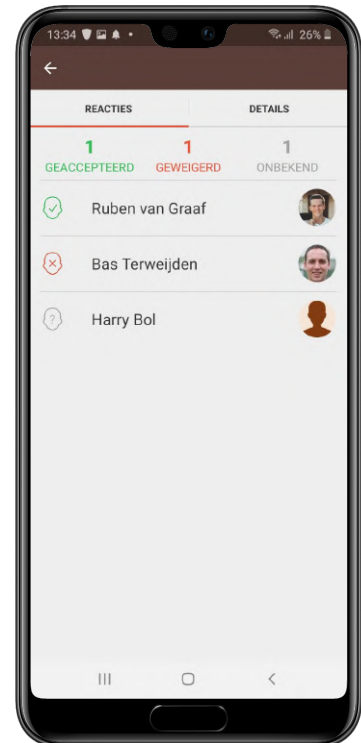 13:34 26%
REACTIES DETAILS
1 1 1
GEACCEPTEERD GEWEIGERD ONBEKEND
Ruben van Graaf
Bas Terweijden
? Harry Bol